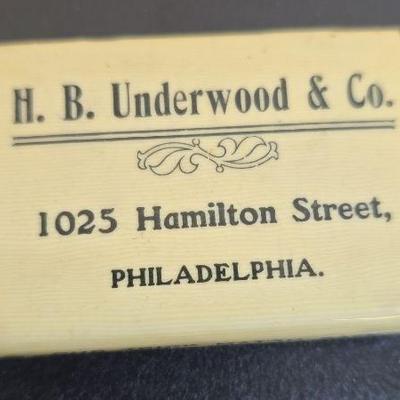 H. B. Underwood & Co.
1025 Hamilton Street,
PHILADELPHIA.